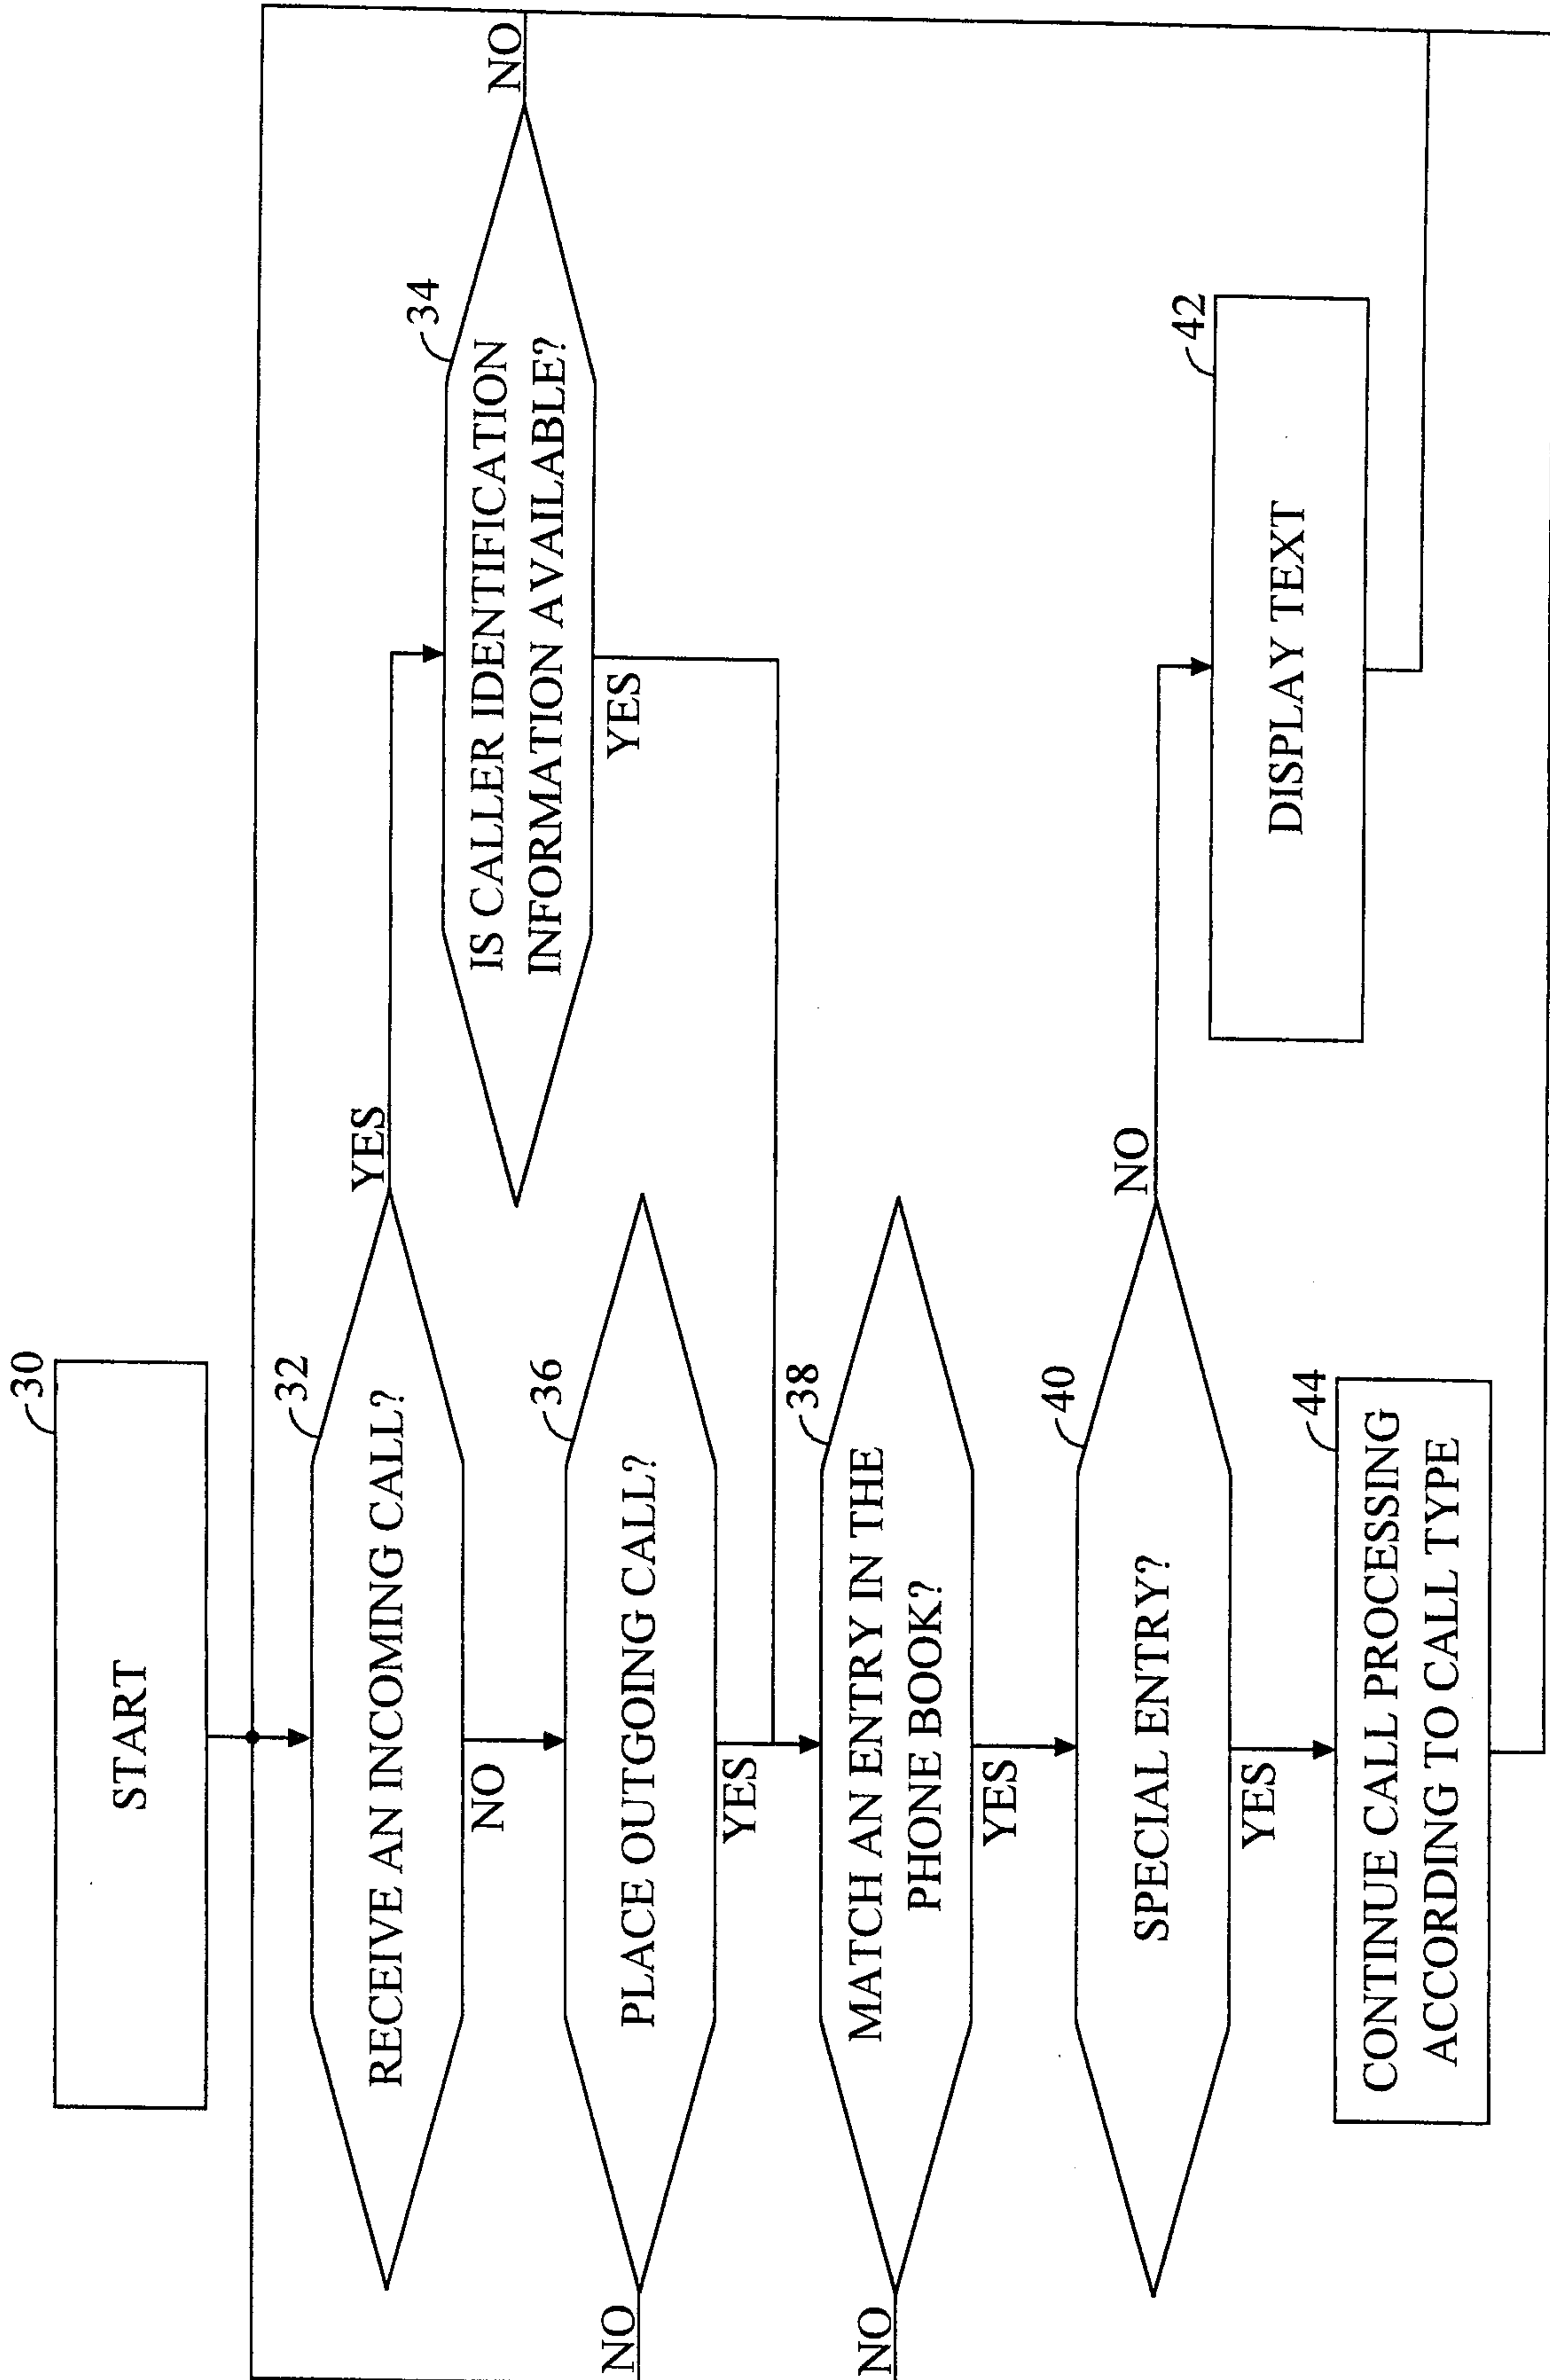 30
START
32
RECEIVE AN INCOMING CALL?
YES
NO
34
IS CALLER IDENTIFICATION
INFORMATION AVAILABLE?
NO
YES
36
PLACE OUTGOING CALL?
NO
YES
38
MATCH AN ENTRY IN THE
PHONE BOOK?
NO
YES
40
SPECIAL ENTRY?
NO
YES
42
DISPLAY TEXT
44
CONTINUE CALL PROCESSING
ACCORDING TO CALL TYPE